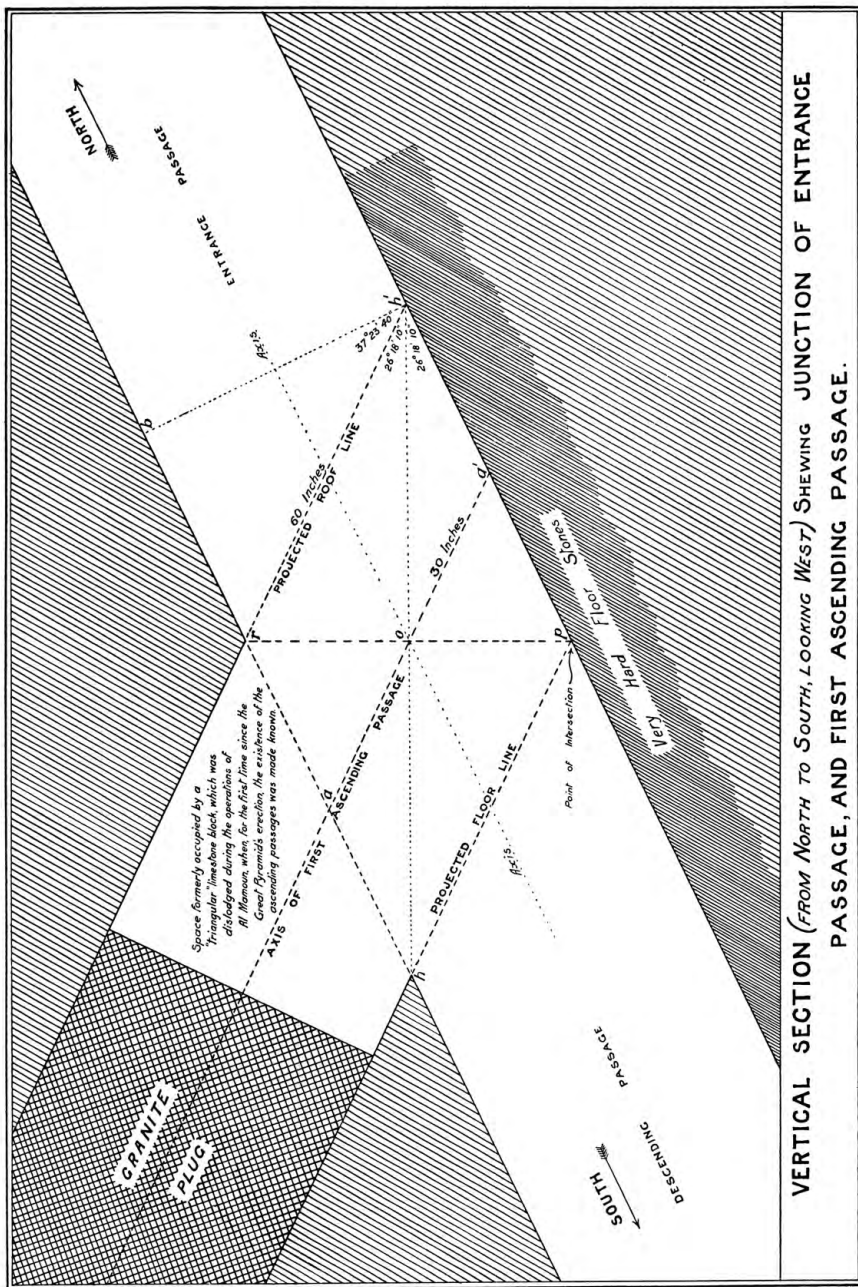 NORTH
ENTRANCE PASSAGE
Axis.
b
37° 23' 40"
26° 18' 10"
26° 18' 10"
b'
60 Inches
PROJECTED ROOF LINE
Space formerly occupied by a
"Triangular" limestone block, which was
dislodged during the operations of
Al Mamoun, when, for the first time since the
Great Pyramid's erection, the existence of the
ascending passages was made known.
r
a
30 Inches
a'
AXIS OF FIRST ASCENDING PASSAGE
o
GRANITE
PLUG
h
PROJECTED FLOOR LINE
p
Point of Intersection
Very Hard Floor Stones
Axis.
DESCENDING PASSAGE
SOUTH
VERTICAL SECTION (FROM NORTH TO SOUTH, LOOKING WEST) SHEWING JUNCTION OF ENTRANCE
PASSAGE, AND FIRST ASCENDING PASSAGE.